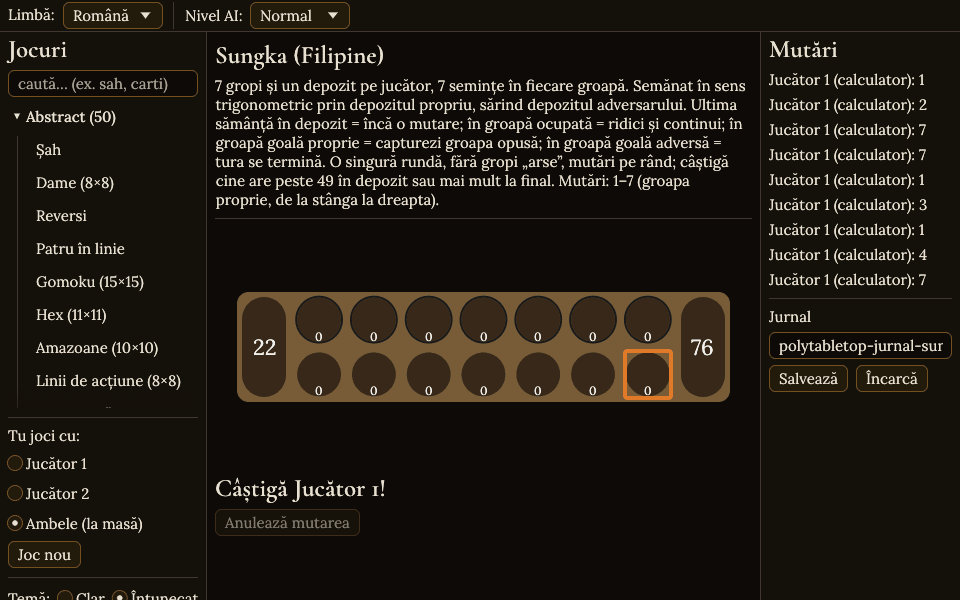 Limbă:
Română
Nivel AI:
Normal
Jocuri
caută... (ex. sah, carti)
Abstract (50)
Șah
Dame (8×8)
Reversi
Patru în linie
Gomoku (15×15)
Hex (11×11)
Amazoane (10×10)
Linii de acțiune (8×8)
Tu joci cu:
Jucător 1
Jucător 2
Ambele (la masă)
Joc nou
Temă:
Clar
Întunecat
Sungka (Filipine)
7 gropi și un depozit pe jucător, 7 semințe în fiecare groapă. Semănat în sens
trigonometric prin depozitul propriu, sărind depozitul adversarului. Ultima
sămânță în depozit = încă o mutare; în groapă ocupată = ridici și continui; în
groapă goală proprie = capturezi groapa opusă; în groapă goală adversă =
tura se termină. O singură rundă, fără gropi „arse”, mutări pe rând; câștigă
cine are peste 49 în depozit sau mai mult la final. Mutări: 1–7 (groapa
proprie, de la stânga la dreapta).
22
0 0 0 0 0 0 0
76
0 0 0 0 0 0 0
Câștigă Jucător 1!
Anulează mutarea
Mutări
Jucător 1 (calculator): 1
Jucător 1 (calculator): 2
Jucător 1 (calculator): 7
Jucător 1 (calculator): 7
Jucător 1 (calculator): 1
Jucător 1 (calculator): 3
Jucător 1 (calculator): 1
Jucător 1 (calculator): 4
Jucător 1 (calculator): 7
Jurnal
polytabletop-jurnal-sur
Salvează
Încarcă